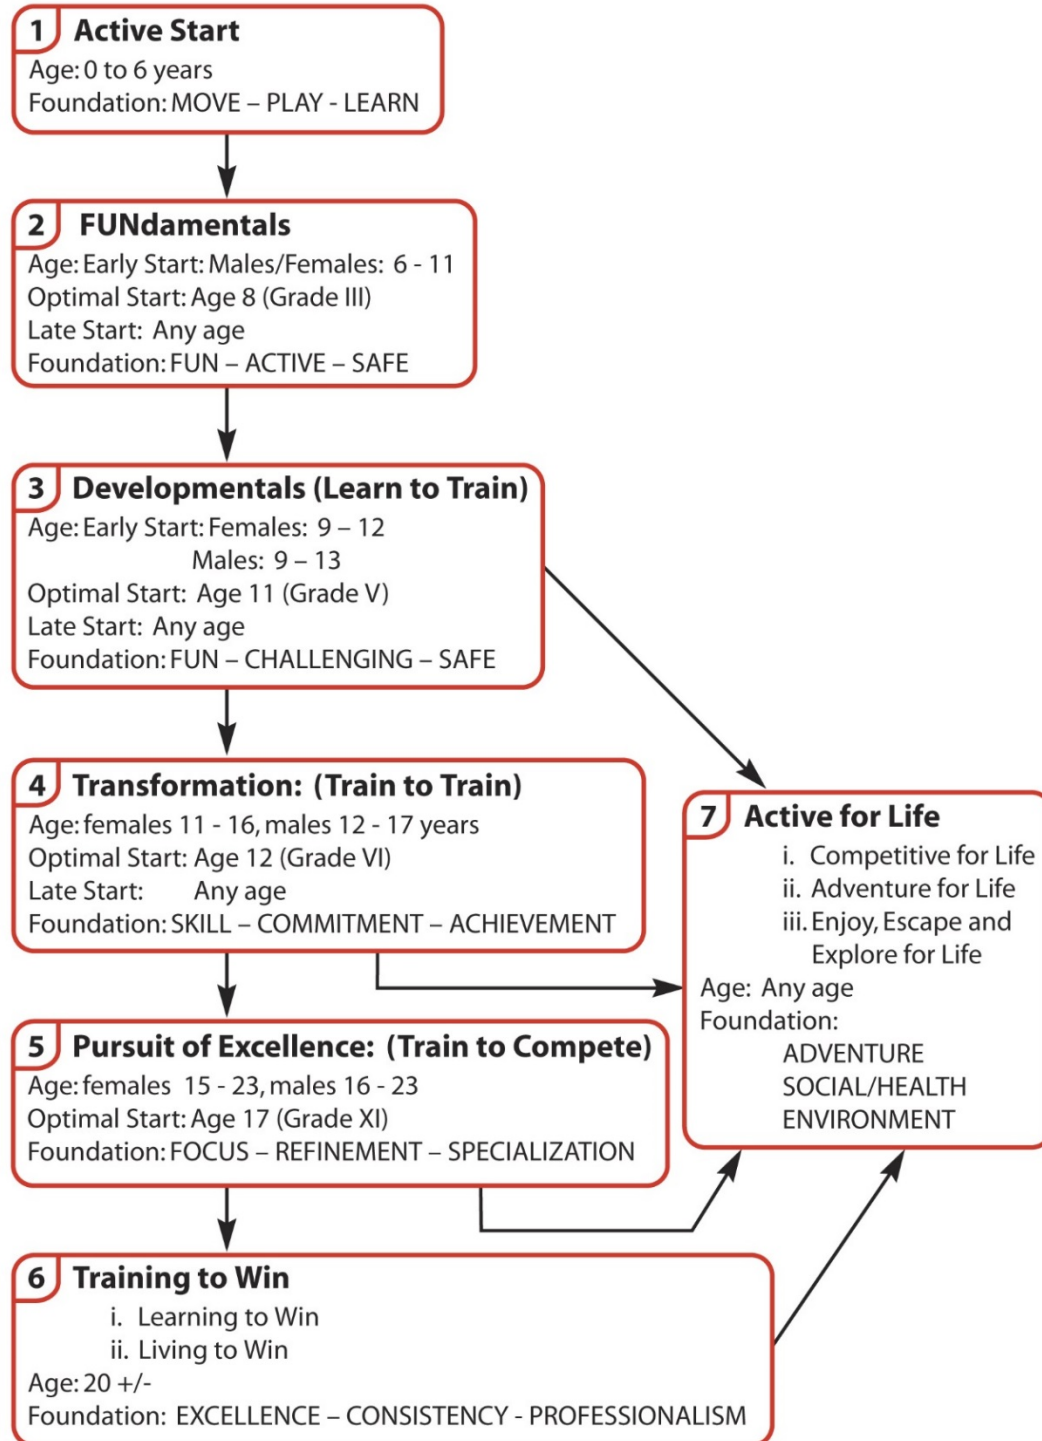 1 Active Start
Age: 0 to 6 years
Foundation: MOVE – PLAY - LEARN
2 FUNdamentals
Age: Early Start: Males/Females: 6 - 11
Optimal Start: Age 8 (Grade III)
Late Start: Any age
Foundation: FUN – ACTIVE – SAFE
3 Developmentals (Learn to Train)
Age: Early Start: Females: 9 – 12
Males: 9 – 13
Optimal Start: Age 11 (Grade V)
Late Start: Any age
Foundation: FUN – CHALLENGING – SAFE
4 Transformation: (Train to Train)
Age: females 11 - 16, males 12 - 17 years
Optimal Start: Age 12 (Grade VI)
Late Start: Any age
Foundation: SKILL – COMMITMENT – ACHIEVEMENT
5 Pursuit of Excellence: (Train to Compete)
Age: females 15 - 23, males 16 - 23
Optimal Start: Age 17 (Grade XI)
Foundation: FOCUS – REFINEMENT – SPECIALIZATION
6 Training to Win
i. Learning to Win
ii. Living to Win
Age: 20 +/-
Foundation: EXCELLENCE – CONSISTENCY - PROFESSIONALISM
7 Active for Life
i. Competitive for Life
ii. Adventure for Life
iii. Enjoy, Escape and
Explore for Life
Age: Any age
Foundation:
ADVENTURE
SOCIAL/HEALTH
ENVIRONMENT